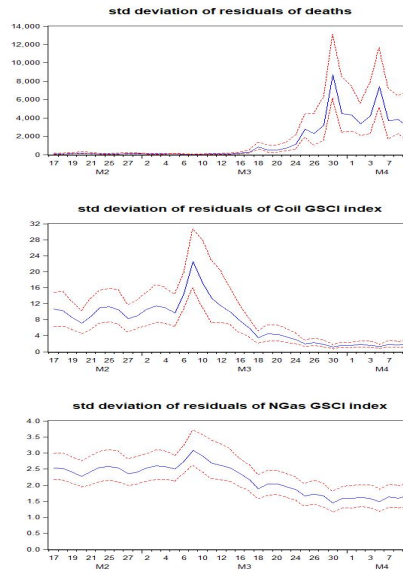 std deviation of residuals of deaths
14,000
12,000
10,000
8,000
6,000
4,000
2,000
0
17 19 21 25 27 2 4 6 8 10 12 16 18 20 24 26 30 1 3 7
M2 M3 M4
std deviation of residuals of Coil GSCI index
32
28
24
20
16
12
8
4
0
17 19 21 25 27 2 4 6 8 10 12 16 18 20 24 26 30 1 3 7
M2 M3 M4
std deviation of residuals of NGas GSCI index
4.0
3.5
3.0
2.5
2.0
1.5
1.0
0.5
0.0
17 19 21 25 27 2 4 6 8 10 12 16 18 20 24 26 30 1 3 7
M2 M3 M4